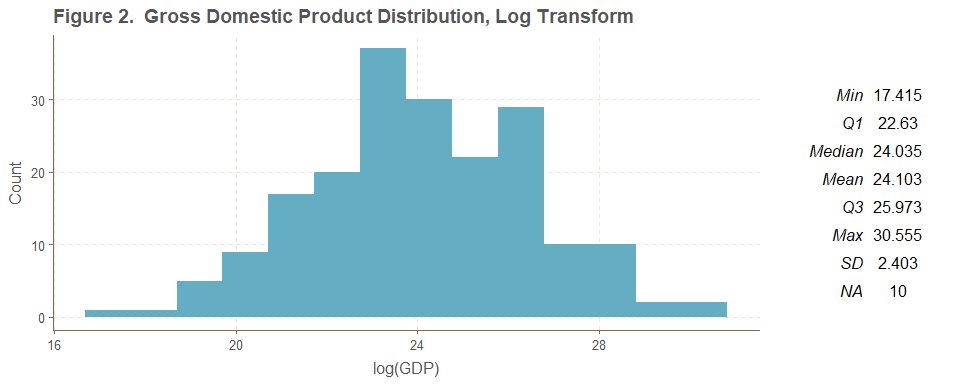 Figure 2. Gross Domestic Product Distribution, Log Transform
Count
30
20
10
0
16
20
24
28
log(GDP)
Min 17.415
Q1 22.63
Median 24.035
Mean 24.103
Q3 25.973
Max 30.555
SD 2.403
NA 10